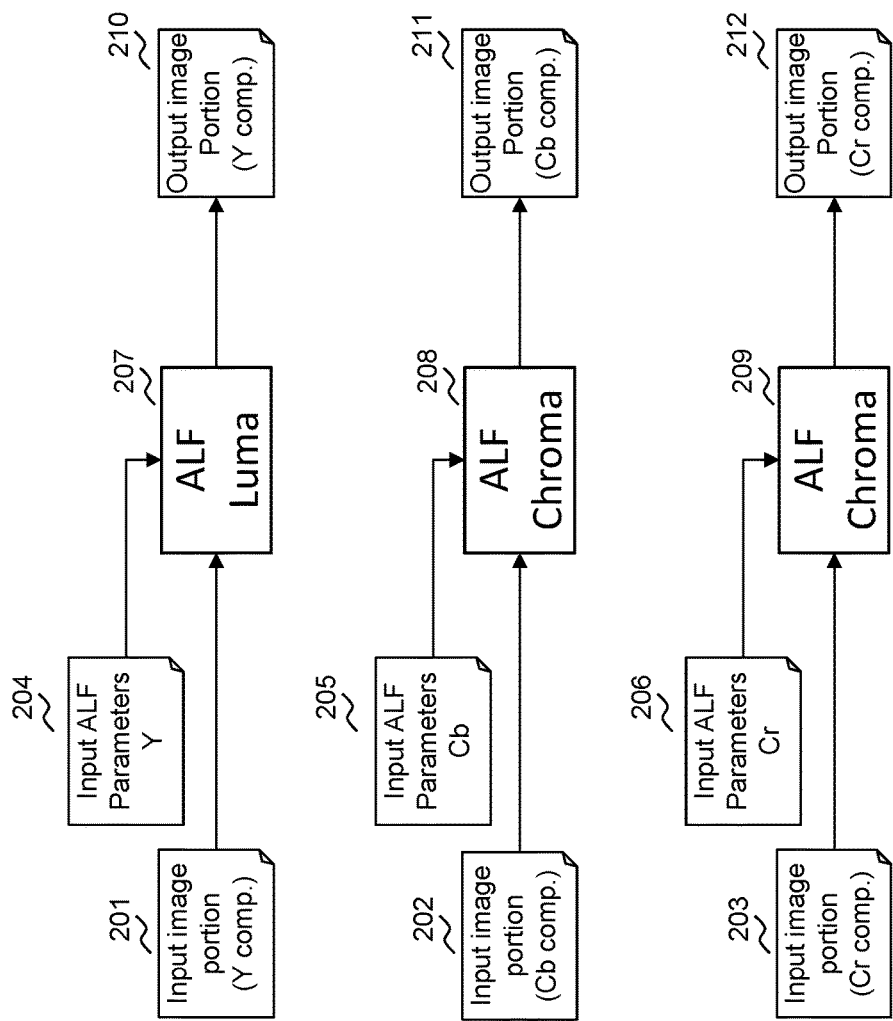 201
Input image
portion
(Y comp.)
204
Input ALF
Parameters
Y
207
ALF
Luma
210
Output image
Portion
(Y comp.)
202
Input image
portion
(Cb comp.)
205
Input ALF
Parameters
Cb
208
ALF
Chroma
211
Output image
Portion
(Cb comp.)
203
Input image
portion
(Cr comp.)
206
Input ALF
Parameters
Cr
209
ALF
Chroma
212
Output image
Portion
(Cr comp.)